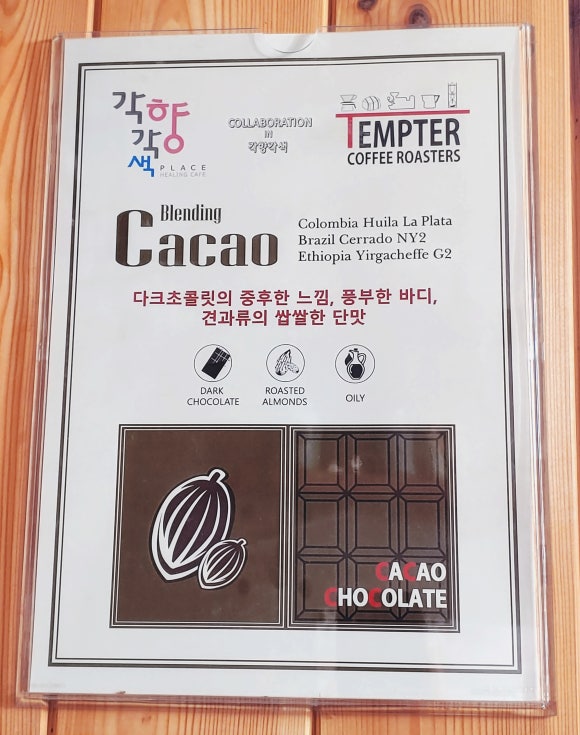 각향
각
색 PLACE
HEALING CAFE
COLLABORATION
IN
각향각색
TEMPTER
COFFEE ROASTERS
Blending
Cacao
Colombia Huila La Plata
Brazil Cerrado NY2
Ethiopia Yirgacheffe G2
다크초콜릿의 중후한 느낌, 풍부한 바디,
견과류의 쌉쌀한 단맛
DARK
CHOCOLATE
ROASTED
ALMONDS
OILY
CACAO
CHOCOLATE